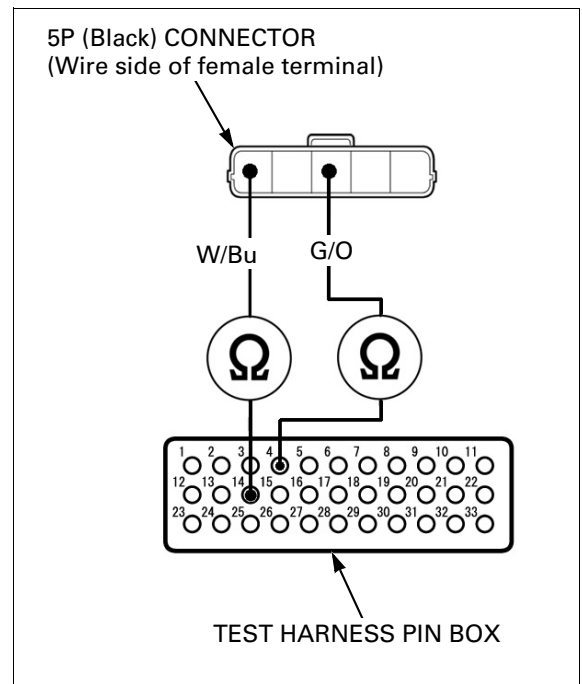 5P (Black) CONNECTOR
(Wire side of female terminal)
W/Bu
G/O
Ω
Ω
1 2 3 4 5 6 7 8 9 10 11
12 13 14 15 16 17 18 19 20 21 22
23 24 25 26 27 28 29 30 31 32 33
TEST HARNESS PIN BOX